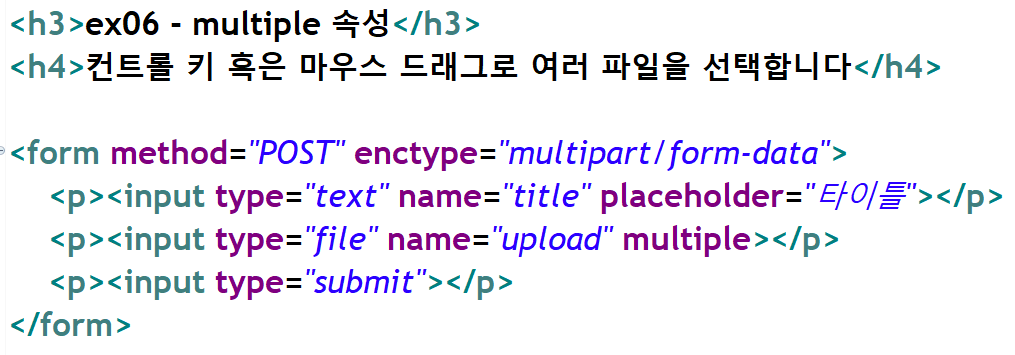 <h3>ex06 - multiple 속성</h3>
<h4>컨트롤 키 혹은 마우스 드래그로 여러 파일을 선택합니다</h4>
<form method="POST" enctype="multipart/form-data">
<p><input type="text" name="title" placeholder="타이틀"></p>
<p><input type="file" name="upload" multiple></p>
<p><input type="submit"></p>
</form>